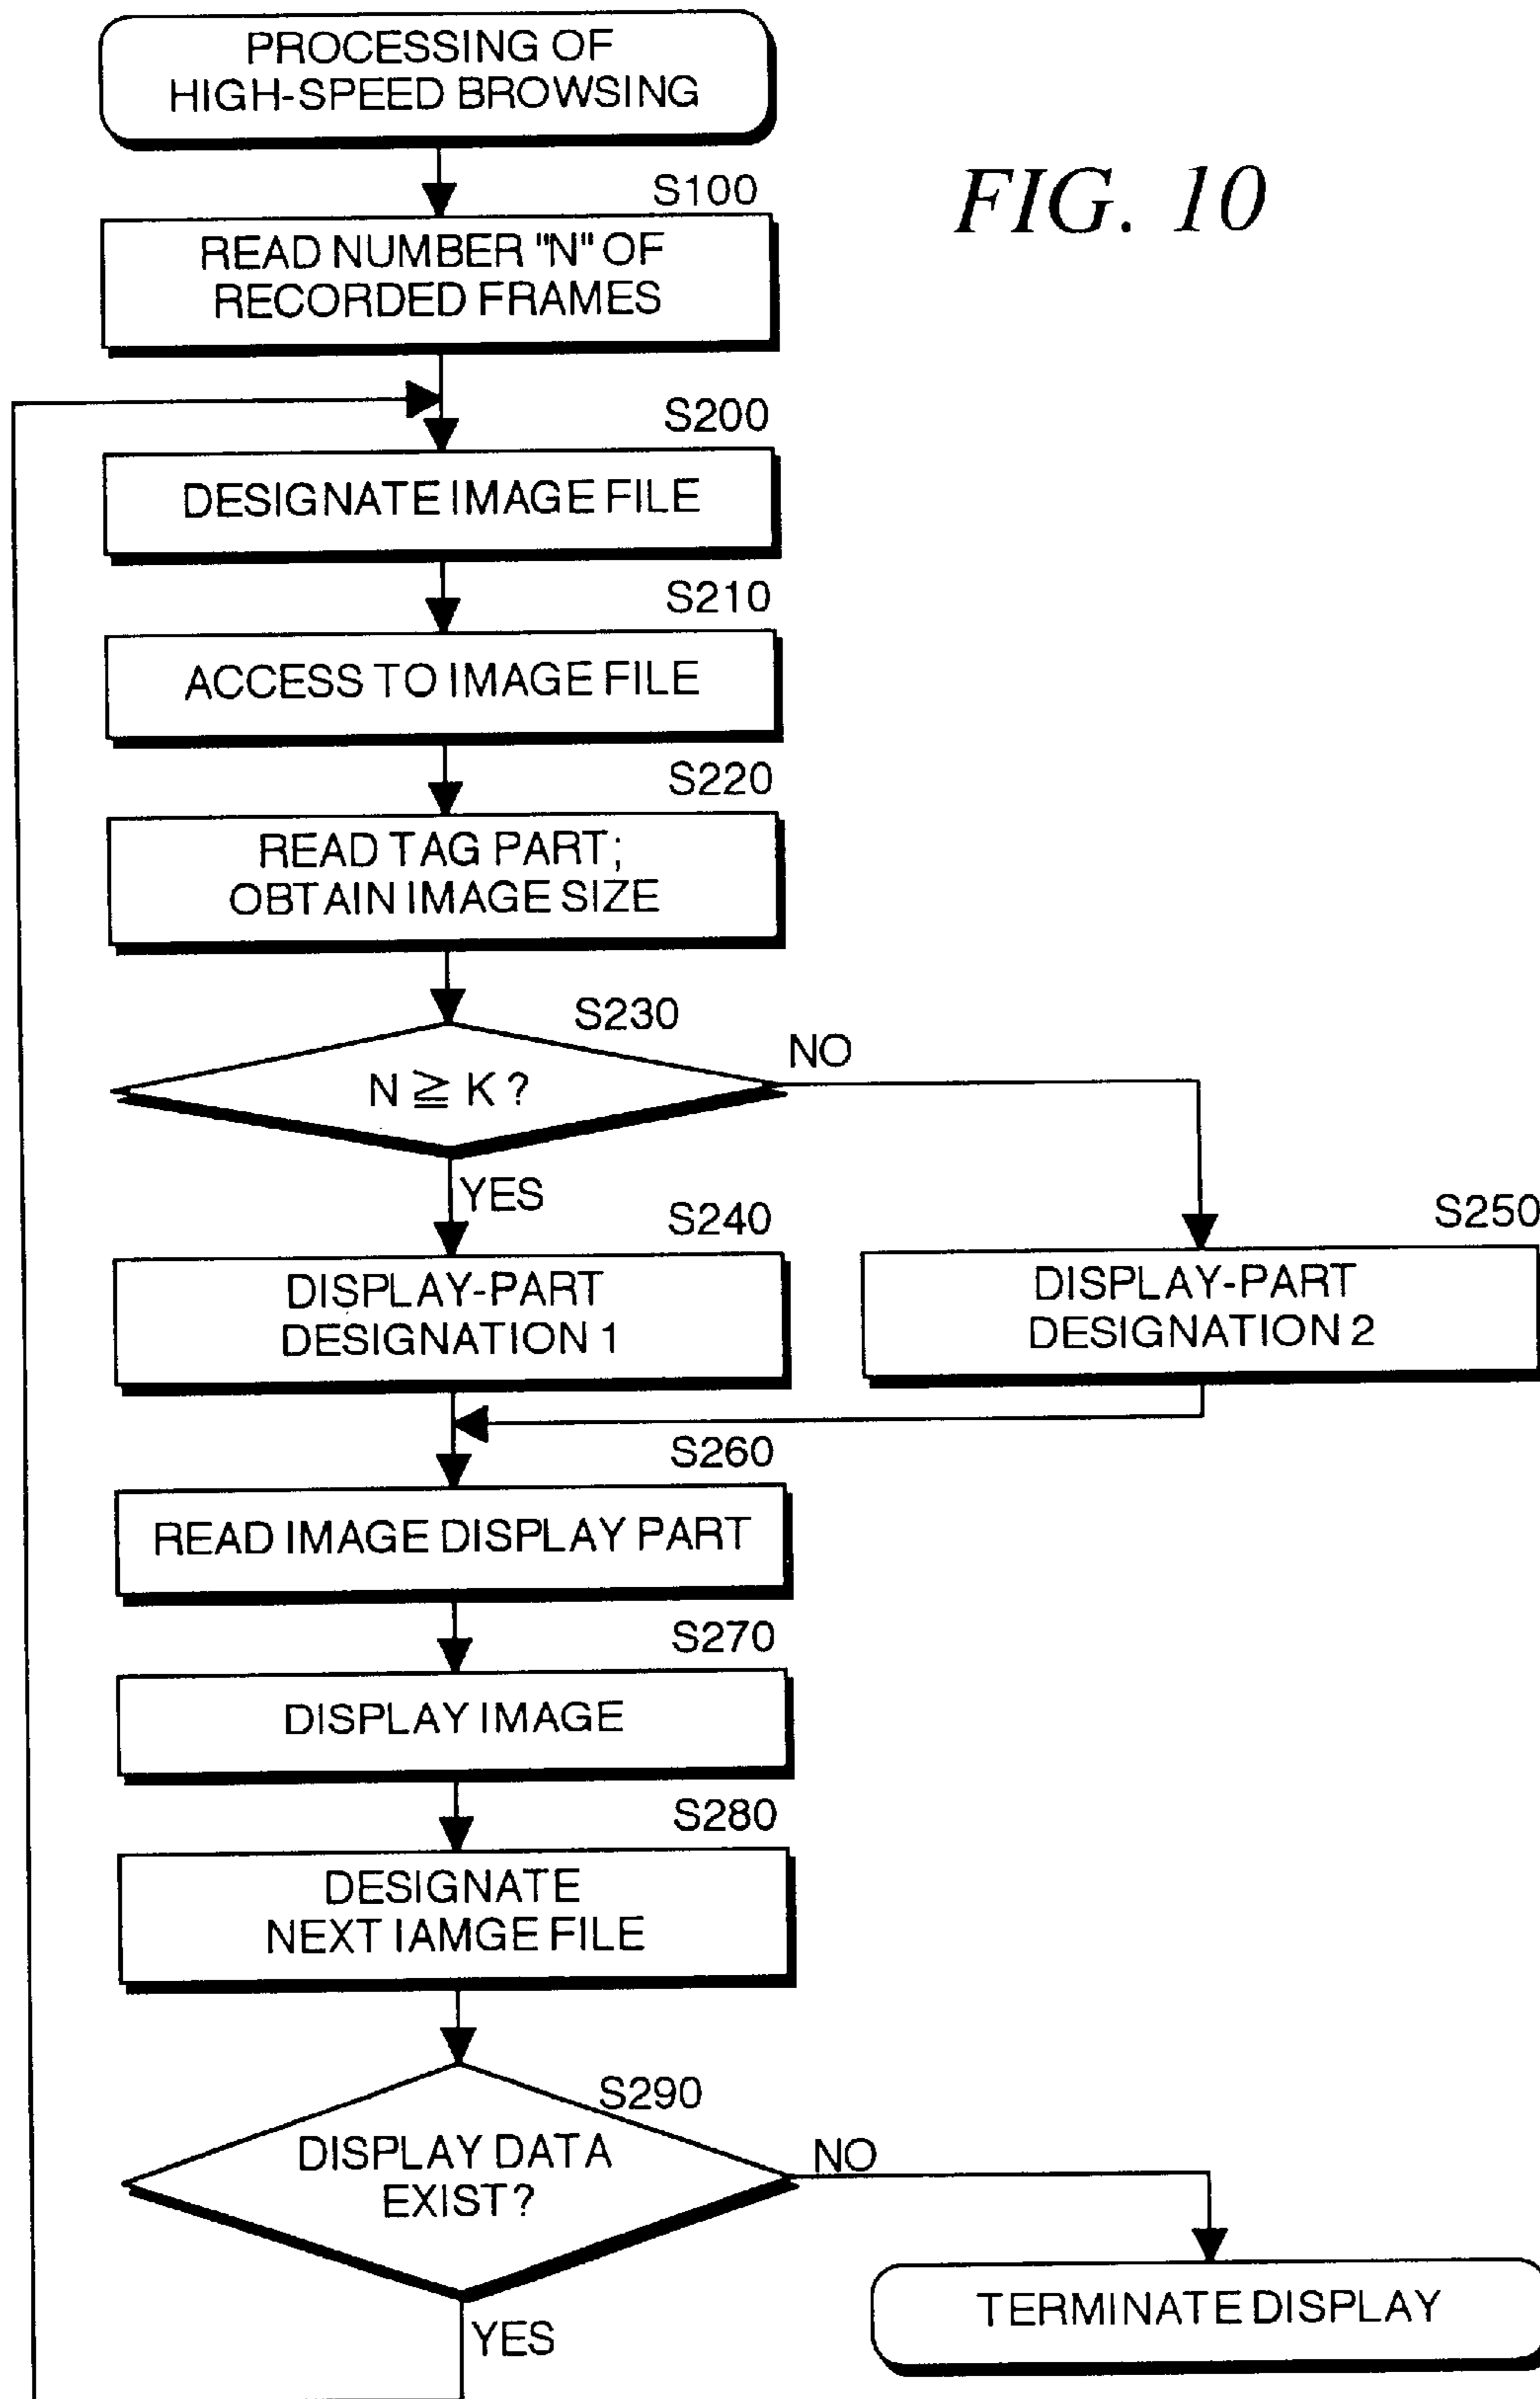 PROCESSING OF
HIGH-SPEED BROWSING
FIG. 10
S100
READ NUMBER "N" OF
RECORDED FRAMES
S200
DESIGNATE IMAGE FILE
S210
ACCESS TO IMAGE FILE
S220
READ TAG PART;
OBTAIN IMAGE SIZE
S230
N ≧ K ?
NO
YES
S240
DISPLAY-PART
DESIGNATION 1
S250
DISPLAY-PART
DESIGNATION 2
S260
READ IMAGE DISPLAY PART
S270
DISPLAY IMAGE
S280
DESIGNATE
NEXT IAMGE FILE
S290
DISPLAY DATA
EXIST?
NO
YES
TERMINATE DISPLAY